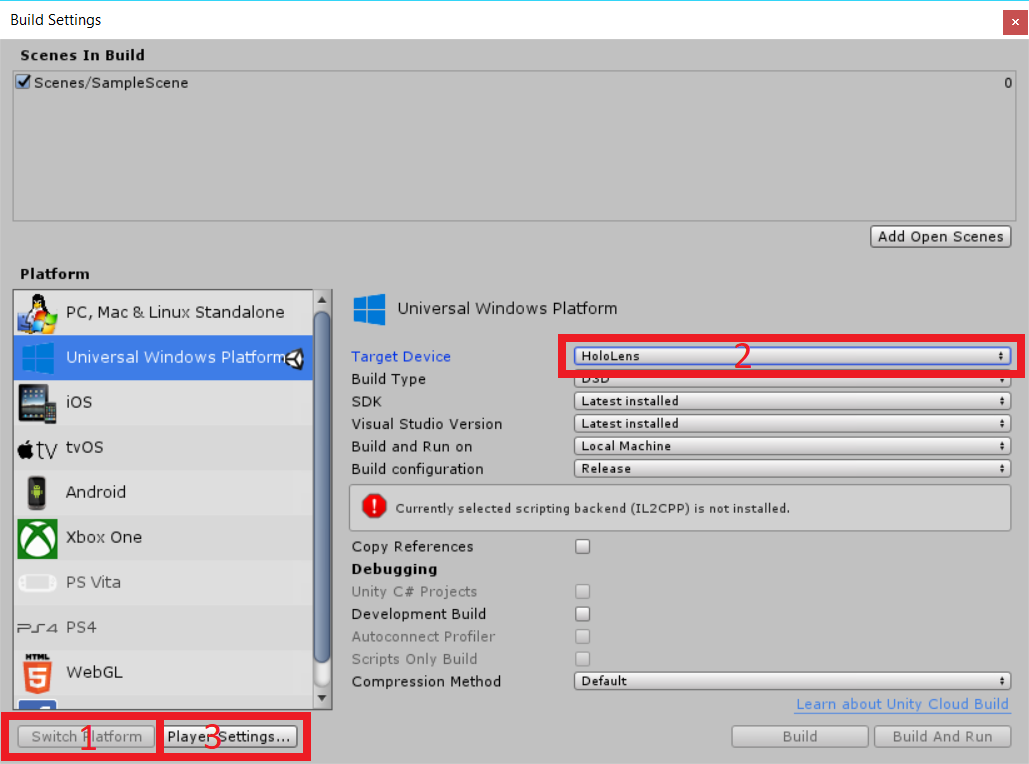 Build Settings
Scenes In Build
Scenes/SampleScene 0
Add Open Scenes
Platform
PC, Mac & Linux Standalone
Universal Windows Platform
iOS
tv
tvOS
Android
Xbox One
PS Vita
PS4
PS4
HTML
5
WebGL
1
Switch Platform
3
Player Settings...
Universal Windows Platform
Target Device HoloLens
2
Build Type D3D
SDK Latest installed
Visual Studio Version Latest installed
Build and Run on Local Machine
Build configuration Release
Currently selected scripting backend (IL2CPP) is not installed.
Copy References
Debugging
Unity C# Projects
Development Build
Autoconnect Profiler
Scripts Only Build
Compression Method Default
Learn about Unity Cloud Build
Build
Build And Run